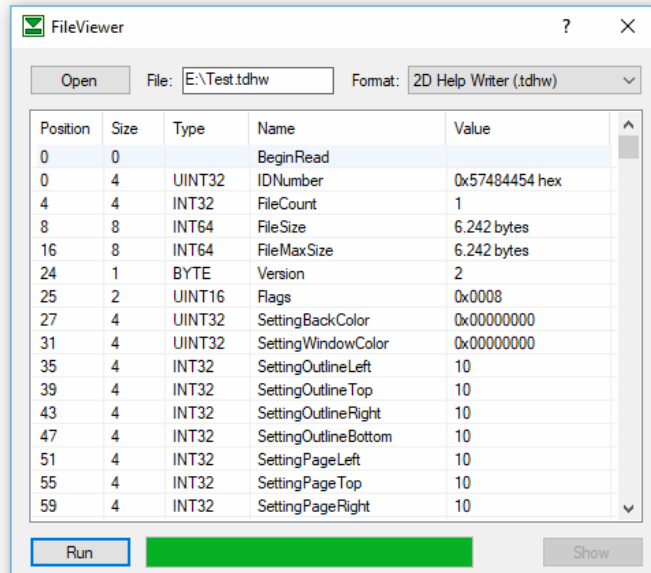 FileViewer ?
Open File: E:\Test.tdhw Format: 2D Help Writer (.tdhw)
Position Size Type Name Value
0 0 BeginRead
0 4 UINT32 IDNumber 0x57484454 hex
4 4 INT32 FileCount 1
8 8 INT64 FileSize 6.242 bytes
16 8 INT64 FileMaxSize 6.242 bytes
24 1 BYTE Version 2
25 2 UINT16 Flags 0x0008
27 4 UINT32 SettingBackColor 0x00000000
31 4 UINT32 SettingWindowColor 0x00000000
35 4 INT32 SettingOutlineLeft 10
39 4 INT32 SettingOutlineTop 10
43 4 INT32 SettingOutlineRight 10
47 4 INT32 SettingOutlineBottom 10
51 4 INT32 SettingPageLeft 10
55 4 INT32 SettingPageTop 10
59 4 INT32 SettingPageRight 10
Run Show